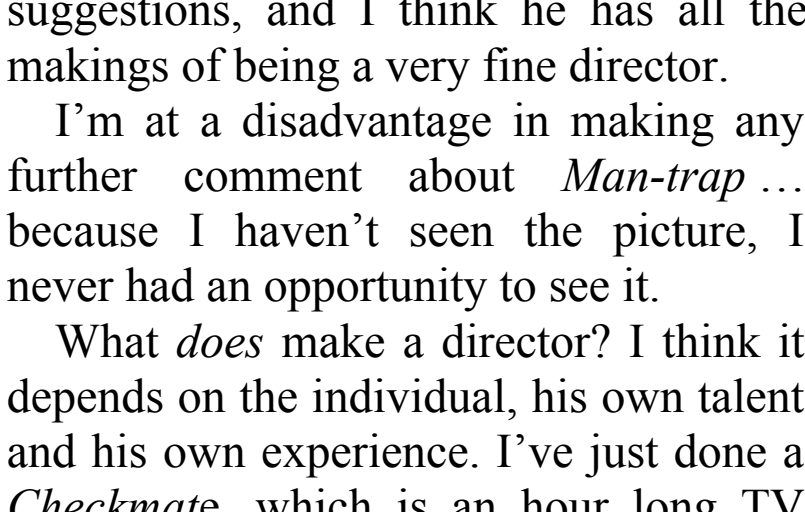 suggestions, and I think he has all the
makings of being a very fine director.
I’m at a disadvantage in making any
further comment about Man-trap …
because I haven’t seen the picture, I
never had an opportunity to see it.
What does make a director? I think it
depends on the individual, his own talent
and his own experience. I’ve just done a
Checkmate, which is an hour long TV